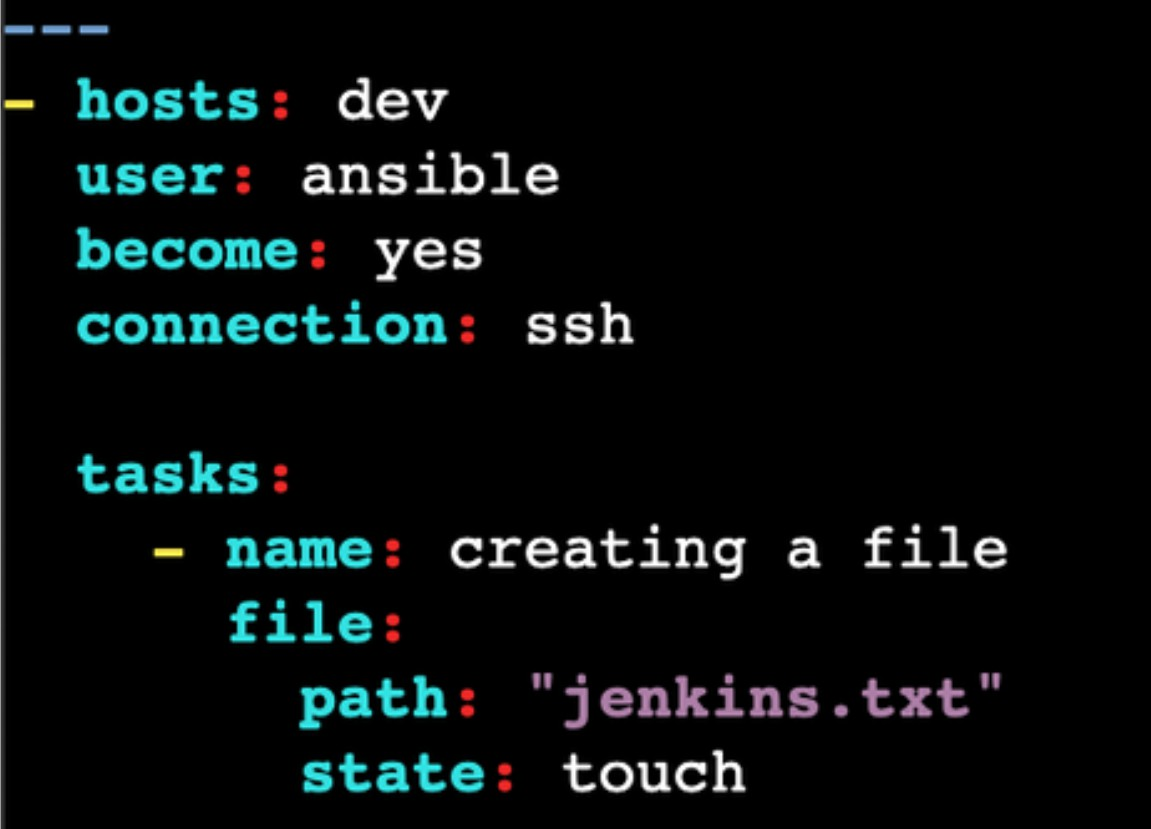 ---
- hosts: dev
  user: ansible
  become: yes
  connection: ssh

  tasks:
    - name: creating a file
      file:
        path: "jenkins.txt"
        state: touch